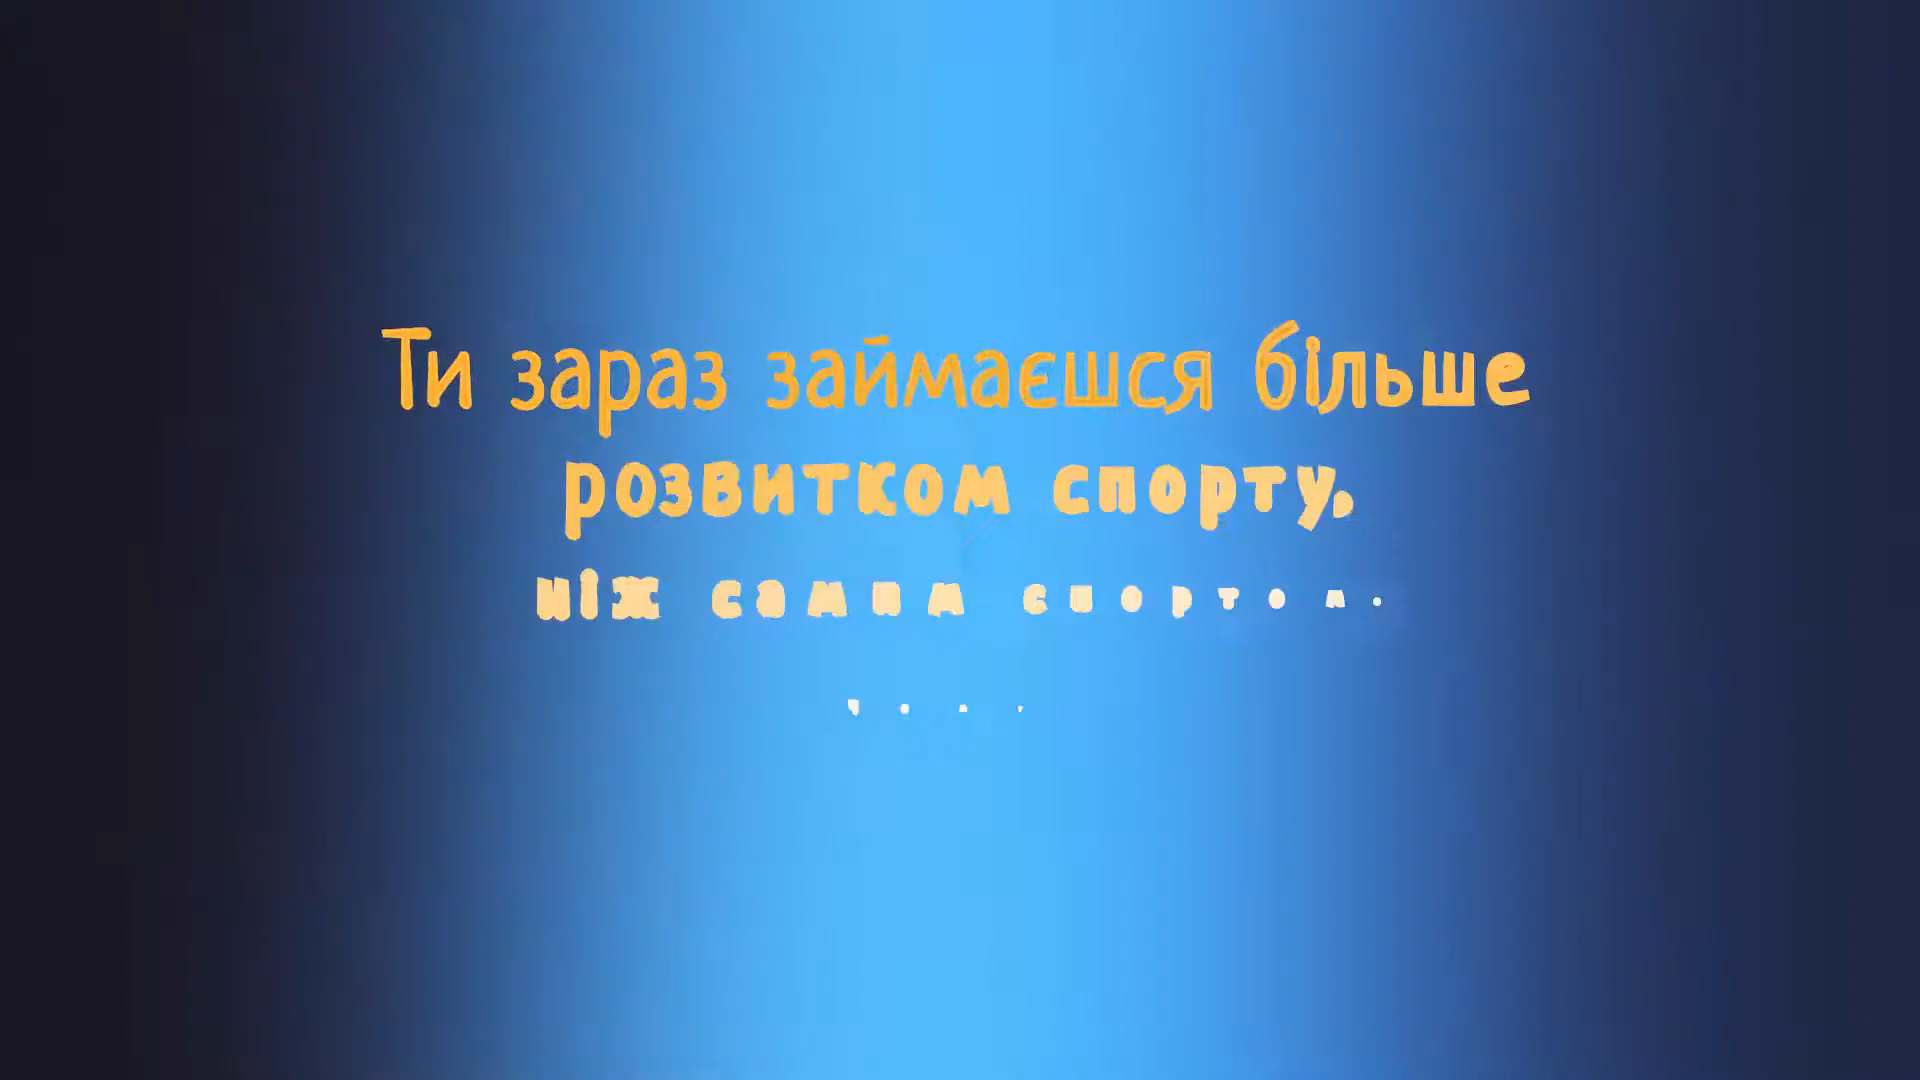 Ти зараз займаєшся більше
розвитком спорту,
ніж самим спортом.